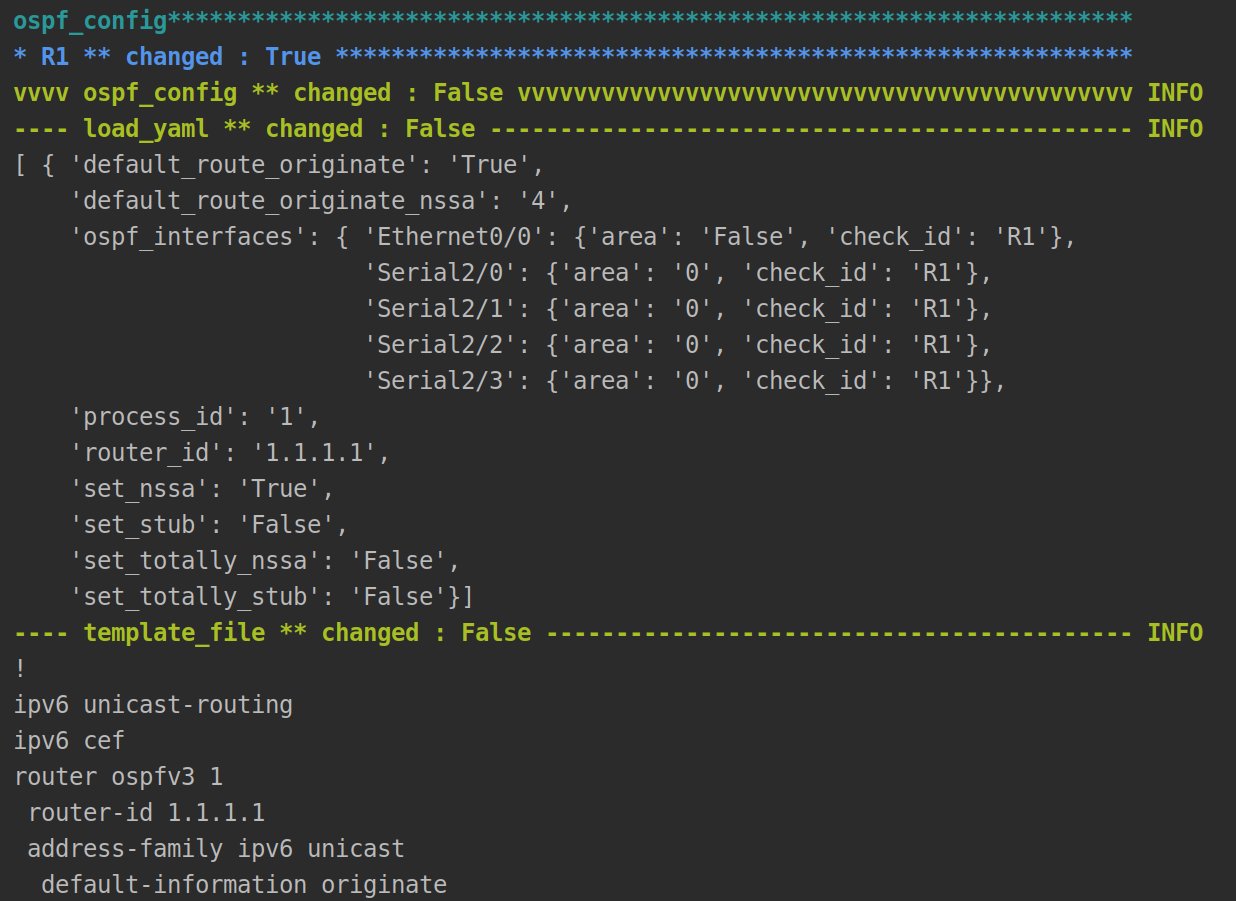 ospf_config*********************************************************************
* R1 ** changed : True *********************************************************
vvvv ospf_config ** changed : False vvvvvvvvvvvvvvvvvvvvvvvvvvvvvvvvvvvvvvvvvvvv INFO
---- load_yaml ** changed : False ---------------------------------------------- INFO
[ { 'default_route_originate': 'True',
    'default_route_originate_nssa': '4',
    'ospf_interfaces': { 'Ethernet0/0': {'area': 'False', 'check_id': 'R1'},
                         'Serial2/0': {'area': '0', 'check_id': 'R1'},
                         'Serial2/1': {'area': '0', 'check_id': 'R1'},
                         'Serial2/2': {'area': '0', 'check_id': 'R1'},
                         'Serial2/3': {'area': '0', 'check_id': 'R1'}},
    'process_id': '1',
    'router_id': '1.1.1.1',
    'set_nssa': 'True',
    'set_stub': 'False',
    'set_totally_nssa': 'False',
    'set_totally_stub': 'False'}]
---- template_file ** changed : False ------------------------------------------ INFO
!
ipv6 unicast-routing
ipv6 cef
router ospfv3 1
 router-id 1.1.1.1
 address-family ipv6 unicast
  default-information originate